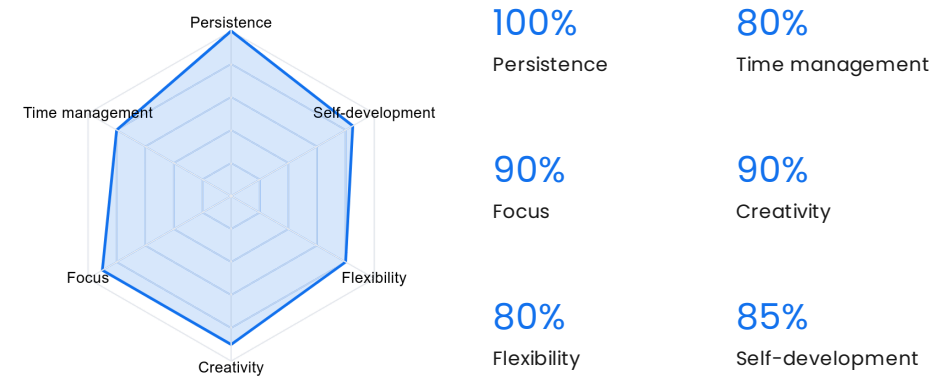 Persistence
Time management
Self-development
Focus
Flexibility
Creativity
100%
Persistence
80%
Time management
90%
Focus
90%
Creativity
80%
Flexibility
85%
Self-development